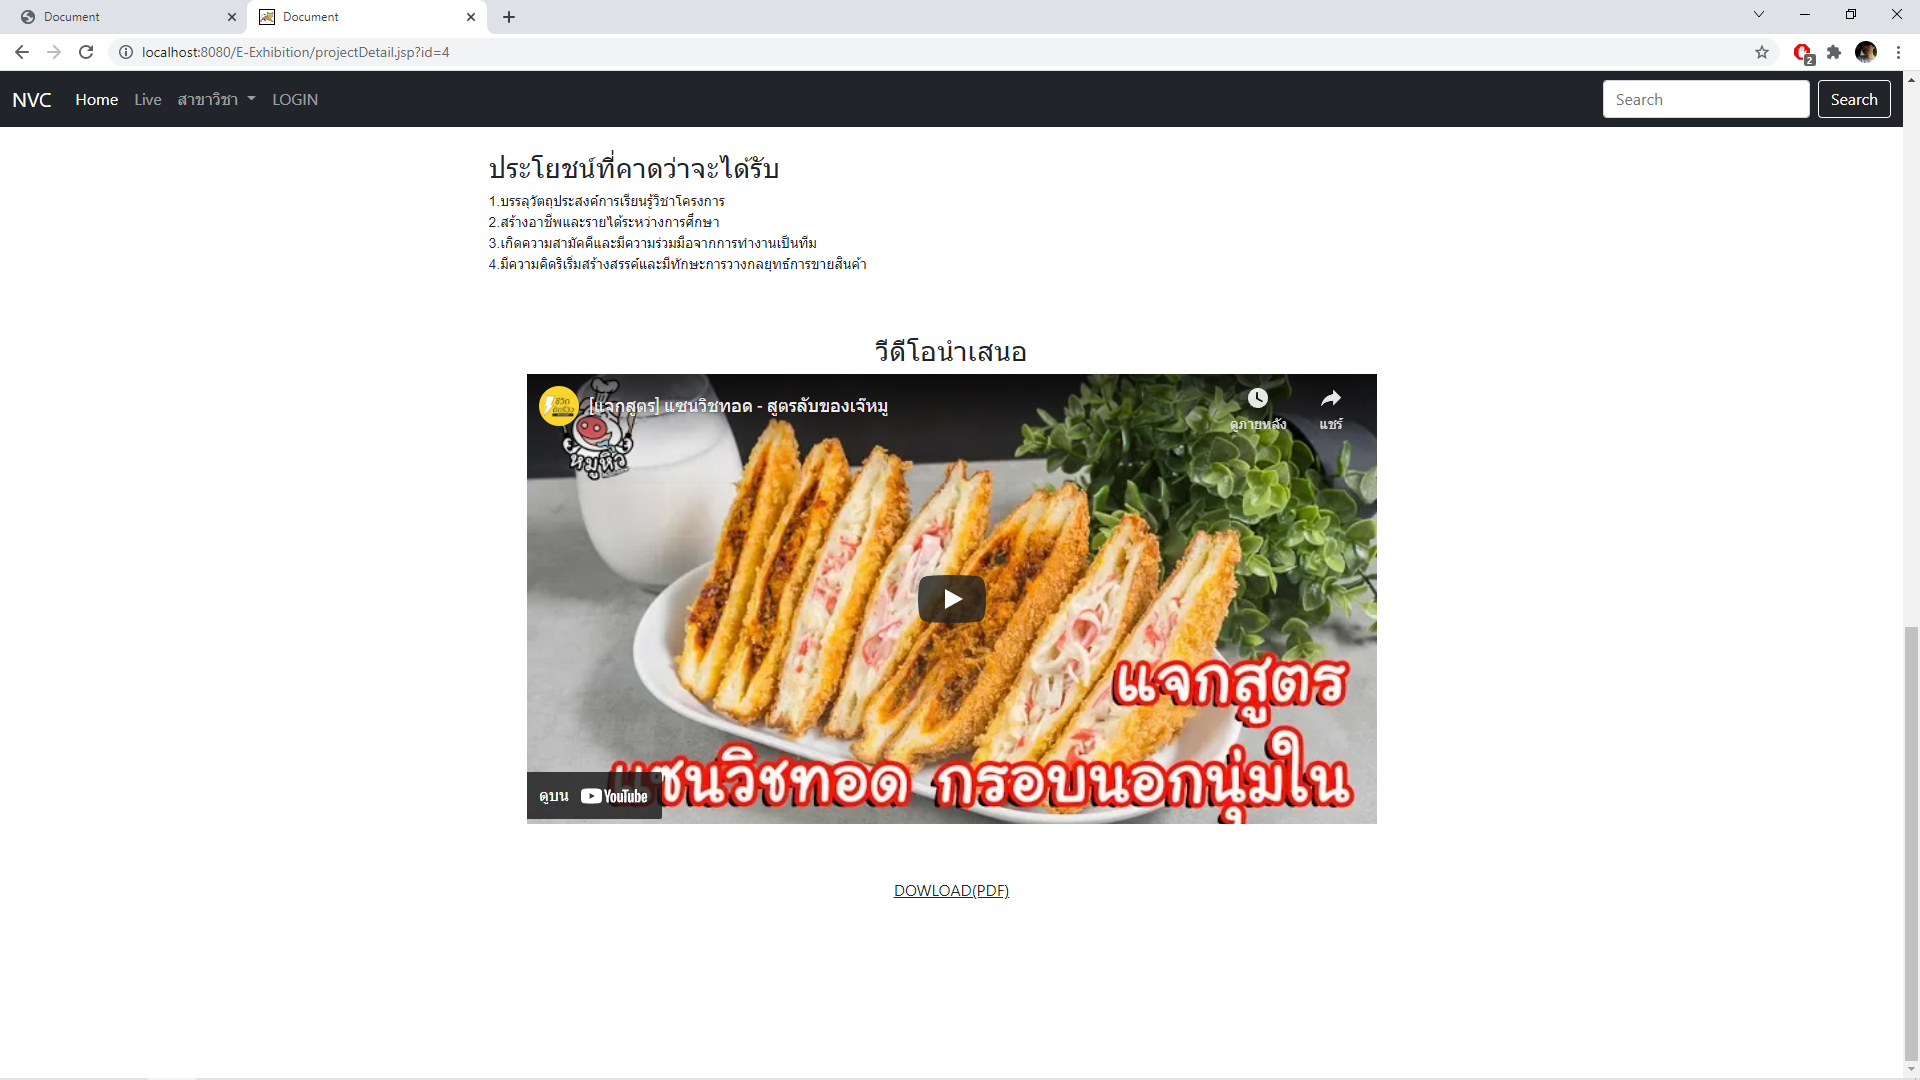 Document
Document
localhost:8080/E-Exhibition/projectDetail.jsp?id=4
2
NVC Home Live สาขาวิชา LOGIN Search Search
ประโยชน์ที่คาดว่าจะได้รับ
1.บรรลุวัตถุประสงค์การเรียนรู้วิชาโครงการ
2.สร้างอาชีพและรายได้ระหว่างการศึกษา
3.เกิดความสามัคคีและมีความร่วมมือจากการทำงานเป็นทีม
4.มีความคิดริเริ่มสร้างสรรค์และมีทักษะการวางกลยุทธ์การขายสินค้า
วีดีโอนำเสนอ
[แจกสูตร] แซนวิชทอด - สูตรลับของเจ๊หมู
ดูภายหลัง
แชร์
หมูหิว
แจกสูตร
แซนวิชทอด กรอบนอกนุ่มใน
ดูบน YouTube
DOWLOAD(PDF)